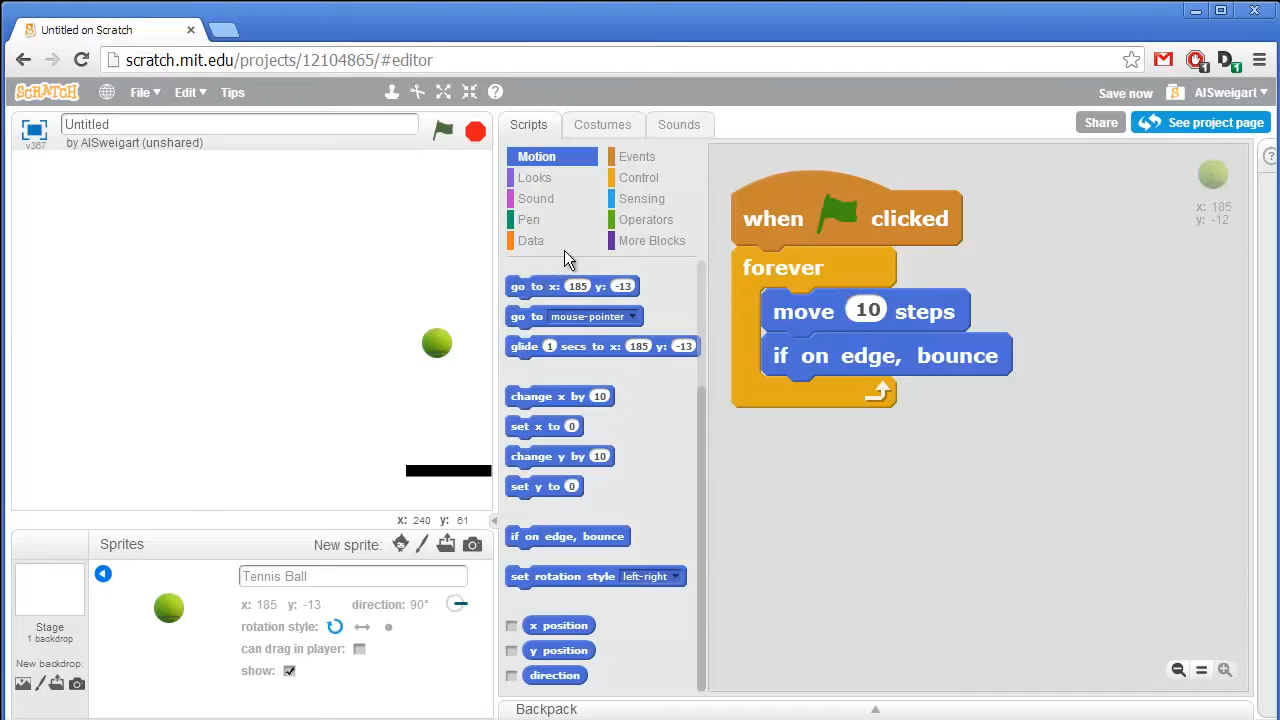 Untitled on Scratch
scratch.mit.edu/projects/12104865/#editor
1
1
SCRATCH
File
Edit
Tips
Save now
AlSweigart
Untitled
by AlSweigart (unshared)
v387
Scripts
Costumes
Sounds
Share
See project page
Motion
Events
Looks
Control
Sound
Sensing
Pen
Operators
Data
More Blocks
go to x: 185 y: -13
go to mouse-pointer
glide 1 secs to x: 185 y: -13
change x by 10
set x to 0
change y by 10
set y to 0
if on edge, bounce
set rotation style left-right
x position
y position
direction
when clicked
forever
move 10 steps
if on edge, bounce
x: 185
y: -12
x: 240 y: 61
Sprites
New sprite:
Tennis Ball
x: 185 y: -13 direction: 90°
rotation style:
can drag in player:
show:
Stage
1 backdrop
New backdrop:
Backpack